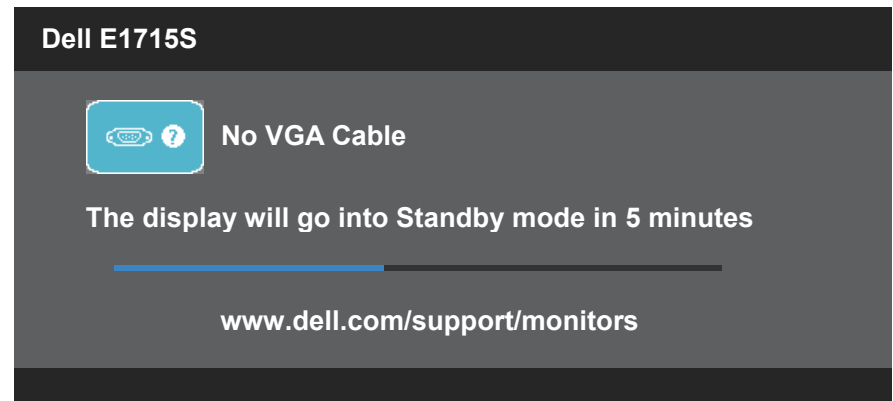 Dell E1715S
? No VGA Cable
The display will go into Standby mode in 5 minutes
www.dell.com/support/monitors